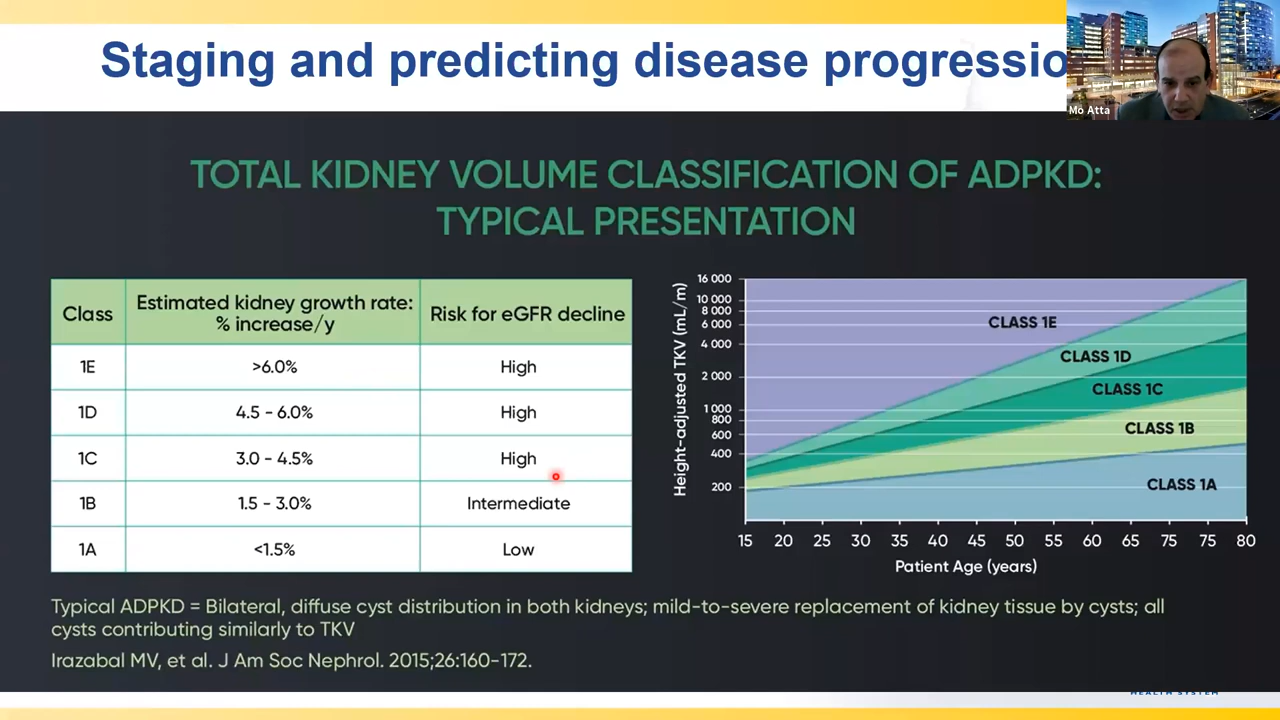 Staging and predicting disease progressio
Mo Atta
TOTAL KIDNEY VOLUME CLASSIFICATION OF ADPKD:
TYPICAL PRESENTATION
Class
Estimated kidney growth rate:
% increase/y
Risk for eGFR decline
1E
>6.0%
High
1D
4.5 - 6.0%
High
1C
3.0 - 4.5%
High
1B
1.5 - 3.0%
Intermediate
1A
<1.5%
Low
Height-adjusted TKV (mL/m)
16 000
10 000
8 000
6 000
4 000
2 000
1 000
800
600
400
200
CLASS 1E
CLASS 1D
CLASS 1C
CLASS 1B
CLASS 1A
15 20 25 30 35 40 45 50 55 60 65 75 75 80
Patient Age (years)
Typical ADPKD = Bilateral, diffuse cyst distribution in both kidneys; mild-to-severe replacement of kidney tissue by cysts; all
cysts contributing similarly to TKV
Irazabal MV, et al. J Am Soc Nephrol. 2015;26:160-172.
HEALTH SYSTEM